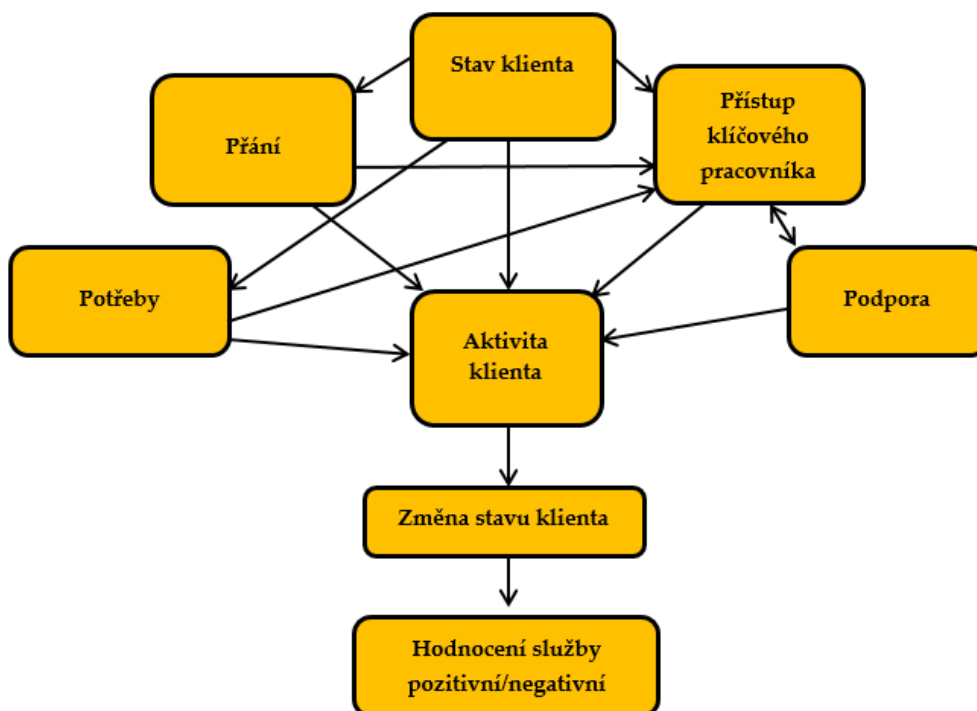 Stav klienta
Přání
Přístup
klíčového
pracovníka
Potřeby
Podpora
Aktivita
klienta
Změna stavu klienta
Hodnocení služby
pozitivní/negativní